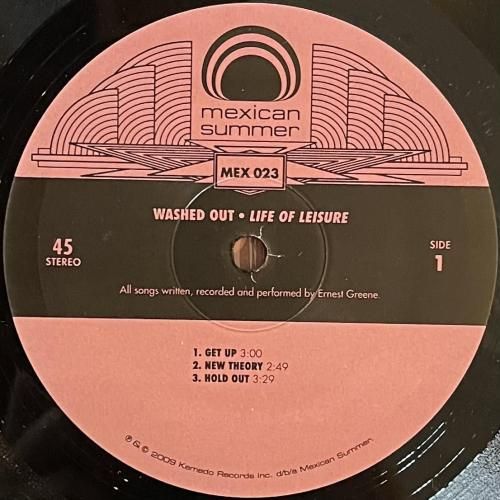 mexican
summer
MEX 023
WASHED OUT • LIFE OF LEISURE
45
STEREO
SIDE
1
All songs written, recorded and performed by Ernest Greene.
1. GET UP 3:00
2. NEW THEORY 2:49
3. HOLD OUT 3:29
℗ & © 2009 Kemado Records Inc. d/b/a Mexican Summer.